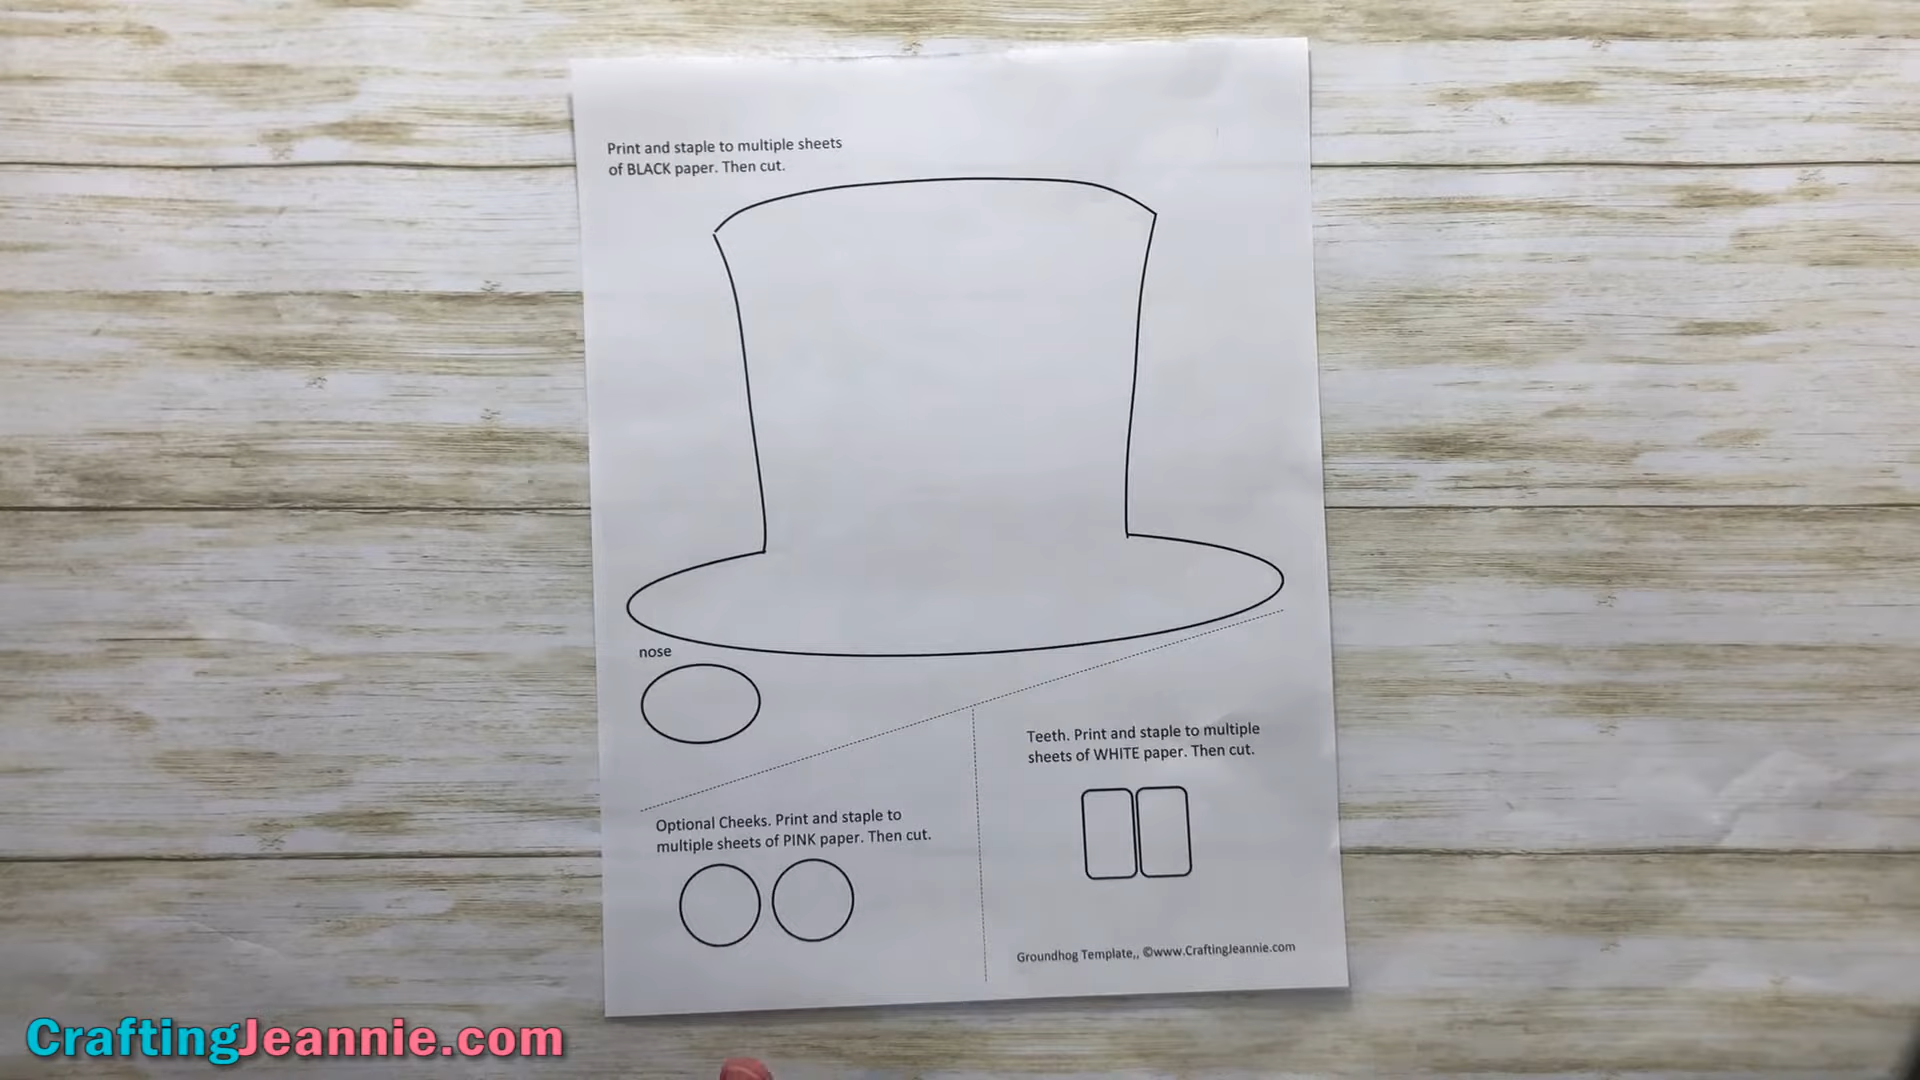 Print and staple to multiple sheets
of BLACK paper. Then cut.
nose
Teeth. Print and staple to multiple
sheets of WHITE paper. Then cut.
Optional Cheeks. Print and staple to
multiple sheets of PINK paper. Then cut.
Groundhog Template,, ©www.CraftingJeannie.com
CraftingJeannie.com